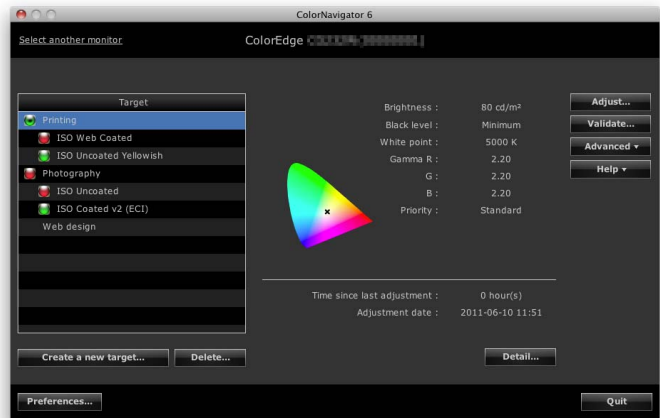 ColorNavigator 6
Select another monitor
ColorEdge
Target
Printing
ISO Web Coated
ISO Uncoated Yellowish
Photography
ISO Uncoated
ISO Coated v2 (ECI)
Web design
Brightness : 80 cd/m²
Black level : Minimum
White point : 5000 K
Gamma R : 2.20
G : 2.20
B : 2.20
Priority : Standard
Time since last adjustment : 0 hour(s)
Adjustment date : 2011-06-10 11:51
Adjust...
Validate...
Advanced ▾
Help ▾
Create a new target...
Delete...
Detail...
Preferences...
Quit